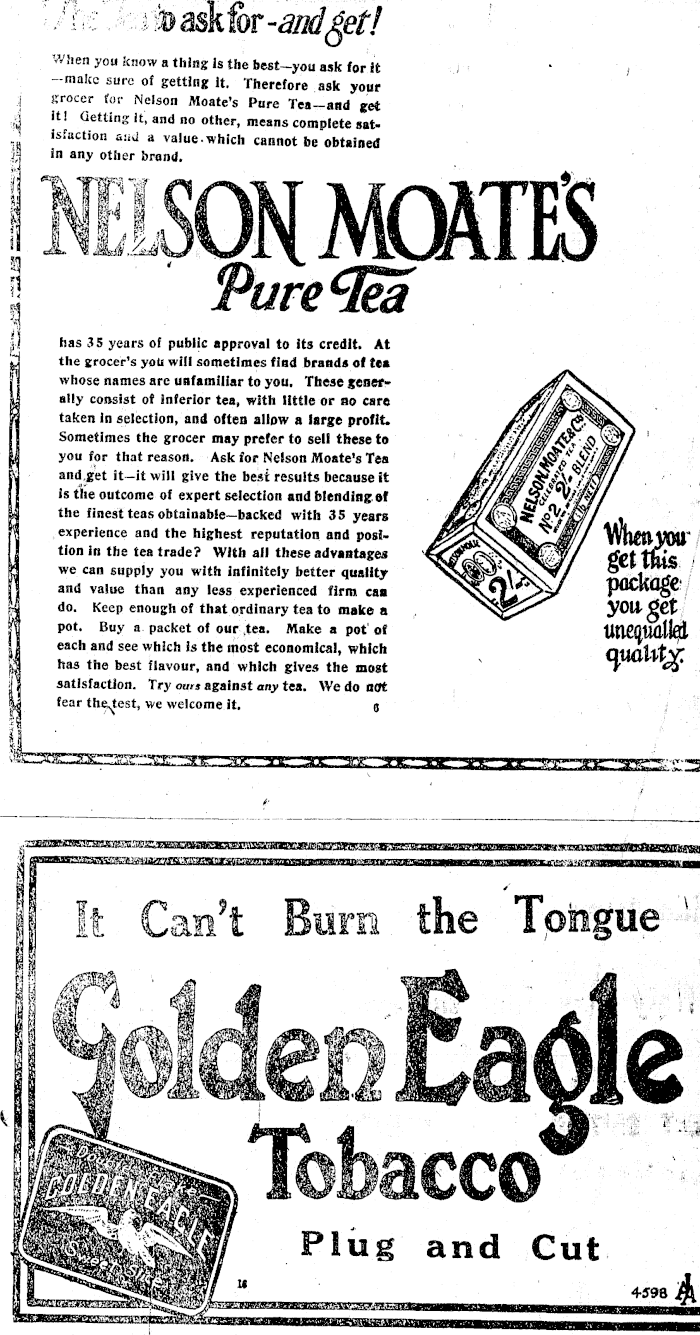 The Tea to ask for - and get!
When you know a thing is the best—you ask for it
—make sure of getting it. Therefore ask your
grocer for Nelson Moate's Pure Tea—and get
it! Getting it, and no other, means complete sat-
isfaction and a value which cannot be obtained
in any other brand.
NELSON MOATE'S
Pure Tea
has 35 years of public approval to its credit. At
the grocer's you will sometimes find brands of tea
whose names are unfamiliar to you. These gener-
ally consist of inferior tea, with little or no care
taken in selection, and often allow a large profit.
Sometimes the grocer may prefer to sell these to
you for that reason. Ask for Nelson Moate's Tea
and get it—it will give the best results because it
is the outcome of expert selection and blending of
the finest teas obtainable—backed with 35 years
experience and the highest reputation and posi-
tion in the tea trade? With all these advantages
we can supply you with infinitely better quality
and value than any less experienced firm can
do. Keep enough of that ordinary tea to make a
pot. Buy a packet of our tea. Make a pot of
each and see which is the most economical, which
has the best flavour, and which gives the most
satisfaction. Try ours against any tea. We do not
fear the test, we welcome it.
6
NELSON, MOATE & Co's
CELEBRATED TEA
No 2. 2/- BLEND
1 lb. NETT
2/-
When you
get this
package
you get
unequalled
quality.
It Can't Burn the Tongue
Golden Eagle
Tobacco
GOLDEN EAGLE
Plug and Cut
16
4598